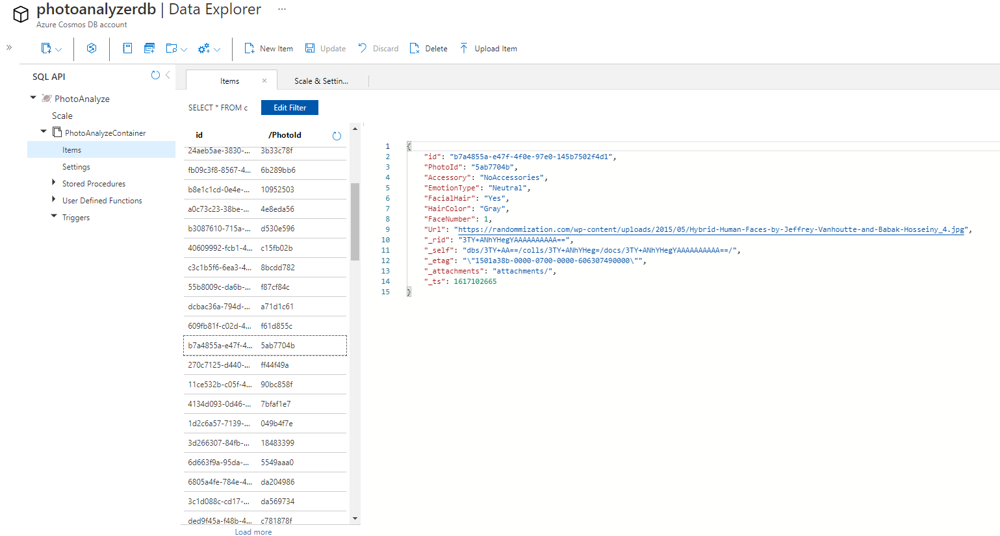 photoanalyzerdb | Data Explorer ...
Azure Cosmos DB account
New Item Update Discard Delete Upload Item
SQL API
PhotoAnalyze
Scale
PhotoAnalyzeContainer
Items
Settings
Stored Procedures
User Defined Functions
Triggers
Items × Scale & Settin...
SELECT * FROM c Edit Filter
id /PhotoId
24aeb5ae-3830-... 3b33c78f
fb09c3f8-8567-4... 6b289bb6
b8e1c1cd-0e4e-... 10952503
a0c73c23-38be-... 4e8eda56
b3087610-715a-... d530e596
40609992-fcb1-4... c15fb02b
c3c1b5f6-6ea3-4... 8bcdd782
55b8009c-da6b-... f87cf84c
dcbac36a-794d-... a71d1c61
609fb81f-c02d-4... f61d855c
b7a4855a-e47f-4... 5ab7704b
270c7125-d440-... ff44f49a
11ce532b-c05f-4... 90bc858f
4134d093-0d46-... 7bfaf1e7
1d2c6a57-7139-... 049b4f7e
3d266307-84fb-... 18483399
6d663f9a-95da-... 5549aaa0
6805a4fe-784e-4... da204986
3c1d088c-cd17-... da569734
ded9f45a-f48b-4... c781878f
Load more
1 {
2 "id": "b7a4855a-e47f-4f0e-97e0-145b7502f4d1",
3 "PhotoId": "5ab7704b",
4 "Accessory": "NoAccessories",
5 "EmotionType": "Neutral",
6 "FacialHair": "Yes",
7 "HairColor": "Gray",
8 "FaceNumber": 1,
9 "Url": "https://randommization.com/wp-content/uploads/2015/05/Hybrid-Human-Faces-by-Jeffrey-Vanhoutte-and-Babak-Hosseiny_4.jpg",
10 "_rid": "3TY+ANhYHegYAAAAAAAAAA==",
11 "_self": "dbs/3TY+AA==/colls/3TY+ANhYHeg=/docs/3TY+ANhYHegYAAAAAAAAAA==/",
12 "_etag": "\"1501a38b-0000-0700-0000-606307490000\"",
13 "_attachments": "attachments/",
14 "_ts": 1617102665
15 }